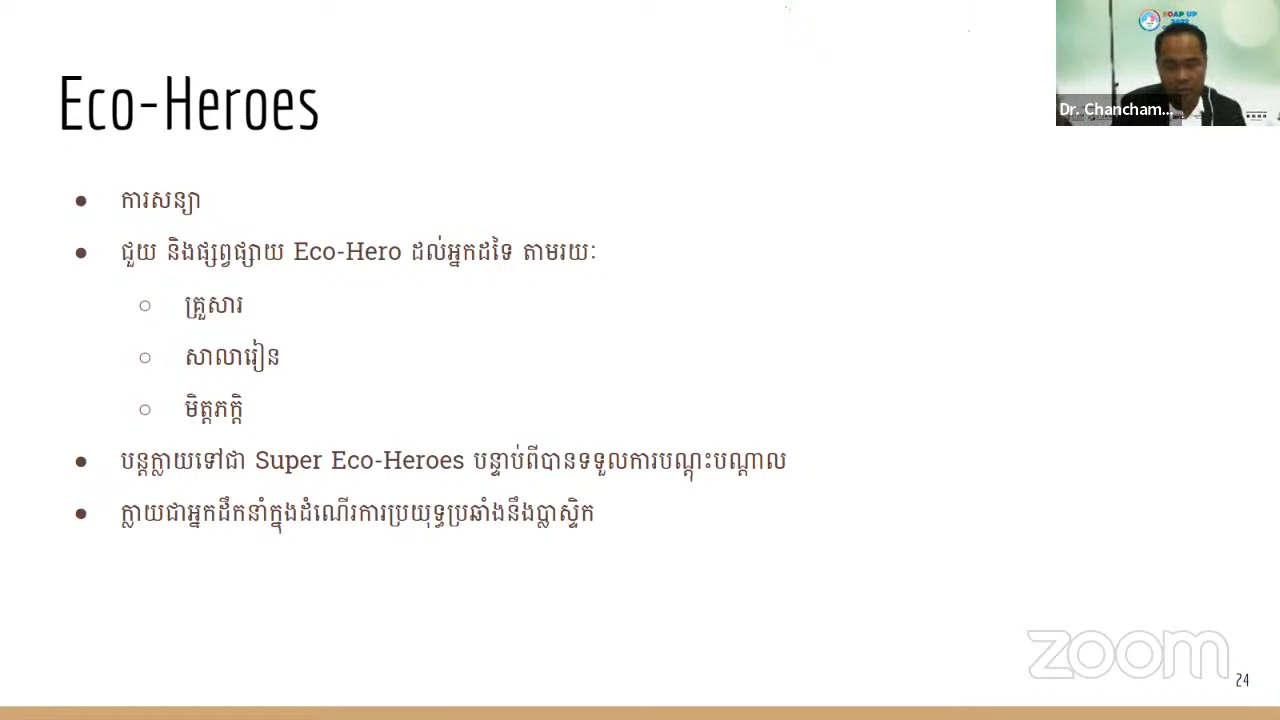 SOAP UP
Dr. Chancham...
Eco-Heroes
● ការសន្យា
● ជួយ និងផ្សព្វផ្សាយ Eco-Hero ដល់អ្នកដទៃ តាមរយៈ
○ គ្រួសារ
○ សាលារៀន
○ មិត្តភក្តិ
● បន្តក្លាយទៅជា Super Eco-Heroes បន្ទាប់ពីបានទទួលការបណ្តុះបណ្តាល
● ក្លាយជាអ្នកដឹកនាំក្នុងដំណើរការប្រយុទ្ធប្រឆាំងនឹងប្លាស្ទិក
zoom
24